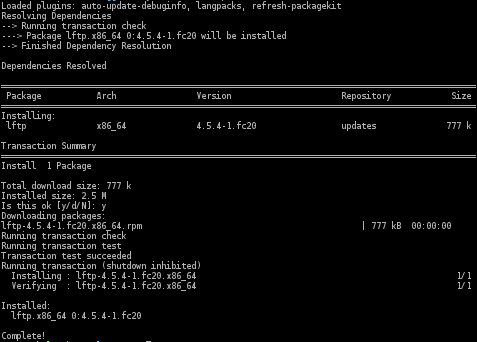 Loaded plugins: auto-update-debuginfo, langpacks, refresh-packagekit
Resolving Dependencies
--> Running transaction check
---> Package lftp.x86_64 0:4.5.4-1.fc20 will be installed
--> Finished Dependency Resolution
Dependencies Resolved
Package Arch Version Repository Size
Installing:
lftp x86_64 4.5.4-1.fc20 updates 777 k
Transaction Summary
Install 1 Package
Total download size: 777 k
Installed size: 2.5 M
Is this ok [y/d/N]: y
Downloading packages:
lftp-4.5.4-1.fc20.x86_64.rpm | 777 kB 00:00:00
Running transaction check
Running transaction test
Transaction test succeeded
Running transaction (shutdown inhibited)
Installing : lftp-4.5.4-1.fc20.x86_64 1/1
Verifying : lftp-4.5.4-1.fc20.x86_64 1/1
Installed:
lftp.x86_64 0:4.5.4-1.fc20
Complete!